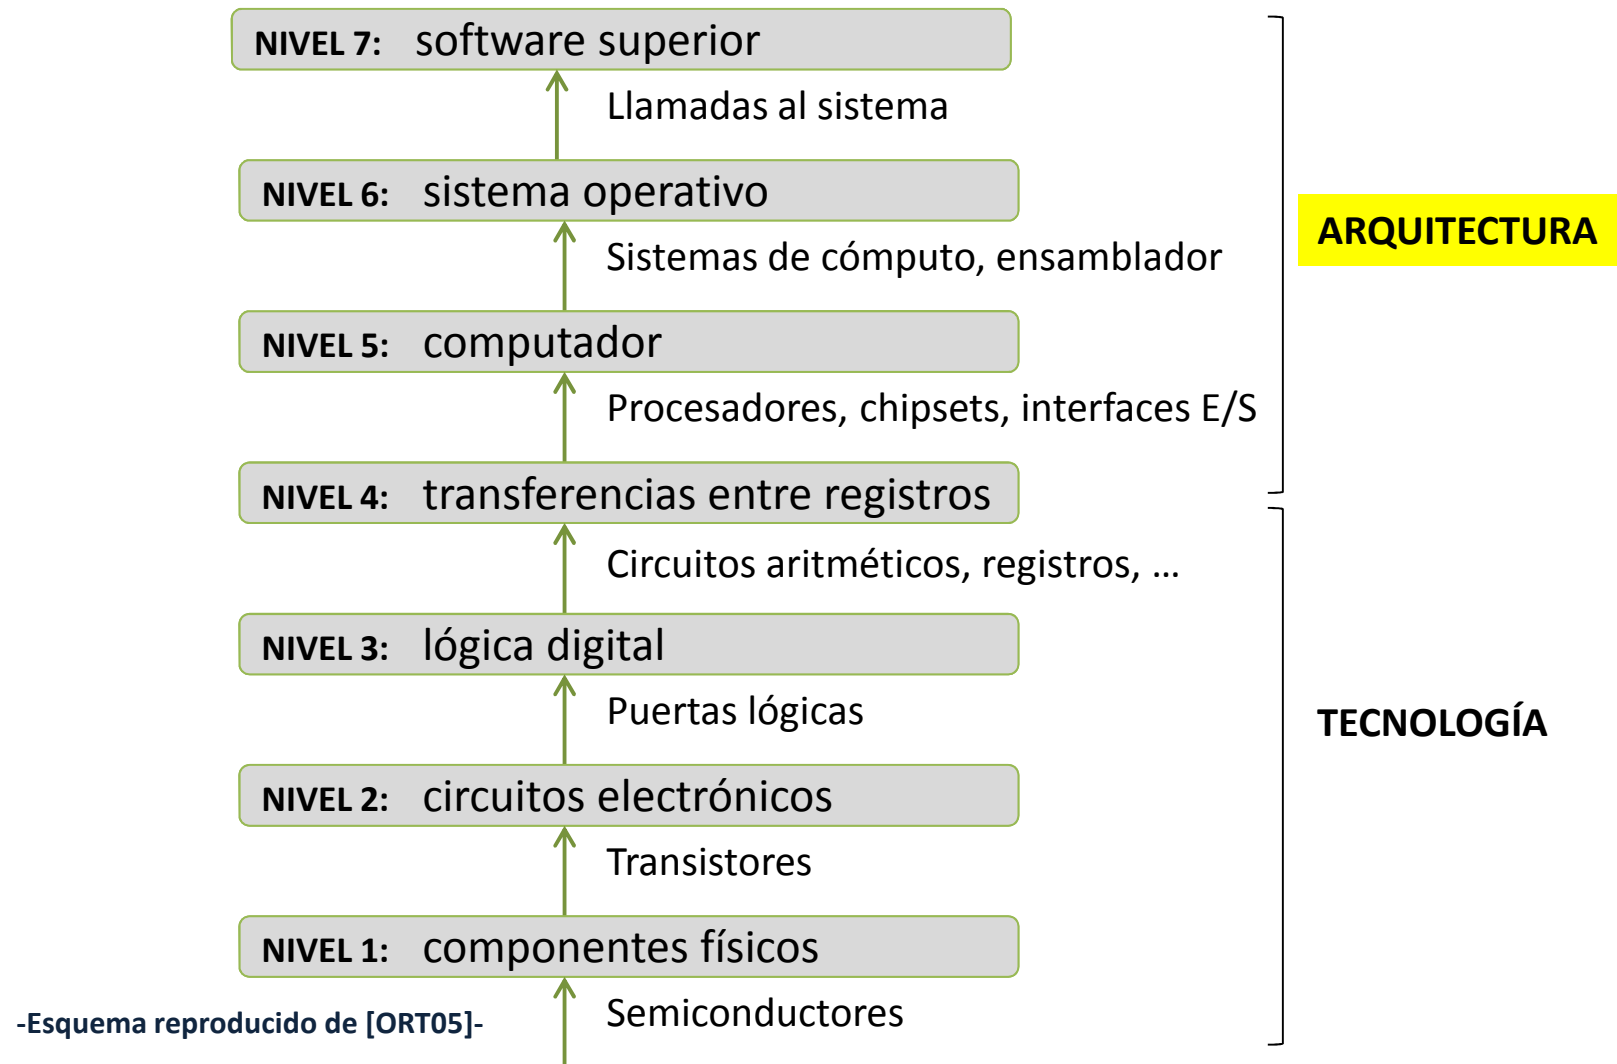 NIVEL 7: software superior
Llamadas al sistema
NIVEL 6: sistema operativo
ARQUITECTURA
Sistemas de cómputo, ensamblador
NIVEL 5: computador
Procesadores, chipsets, interfaces E/S
NIVEL 4: transferencias entre registros
Circuitos aritméticos, registros, …
NIVEL 3: lógica digital
Puertas lógicas
TECNOLOGÍA
NIVEL 2: circuitos electrónicos
Transistores
NIVEL 1: componentes físicos
Semiconductores
-Esquema reproducido de [ORT05]-